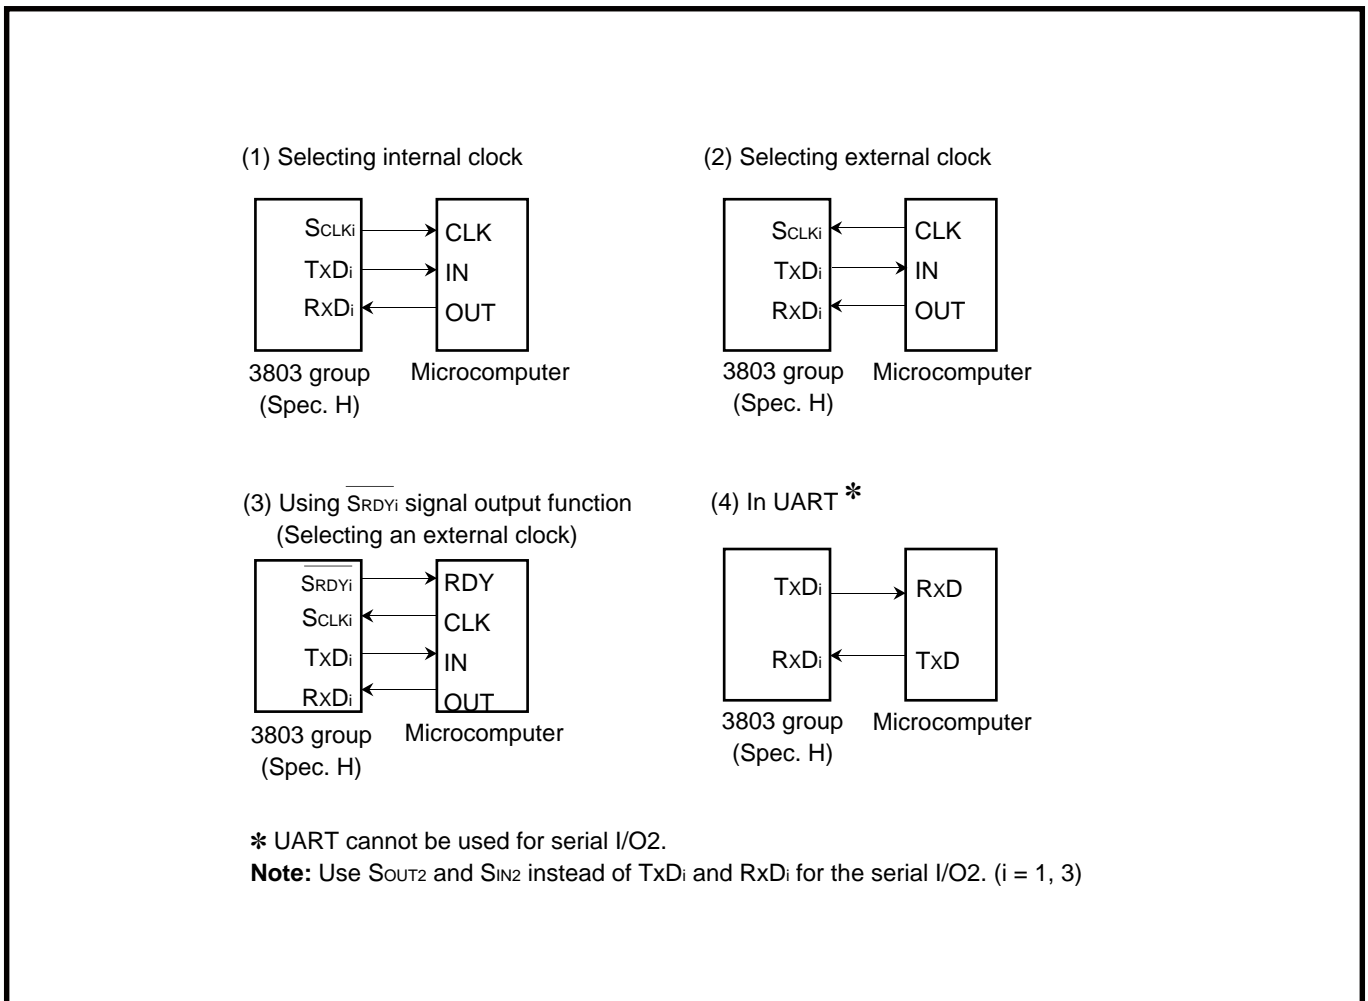 (1) Selecting internal clock
SCLKi CLK
TxDi IN
RxDi OUT
3803 group Microcomputer
(Spec. H)
(2) Selecting external clock
SCLKi CLK
TxDi IN
RxDi OUT
3803 group Microcomputer
(Spec. H)
(3) Using S̅R̅D̅Y̅i̅ signal output function
(Selecting an external clock)
S̅R̅D̅Y̅i̅ RDY
SCLKi CLK
TxDi IN
RxDi OUT
3803 group Microcomputer
(Spec. H)
(4) In UART ✽
TxDi RxD
RxDi TxD
3803 group Microcomputer
(Spec. H)
✽ UART cannot be used for serial I/O2.
Note: Use SOUT2 and SIN2 instead of TxDi and RxDi for the serial I/O2. (i = 1, 3)